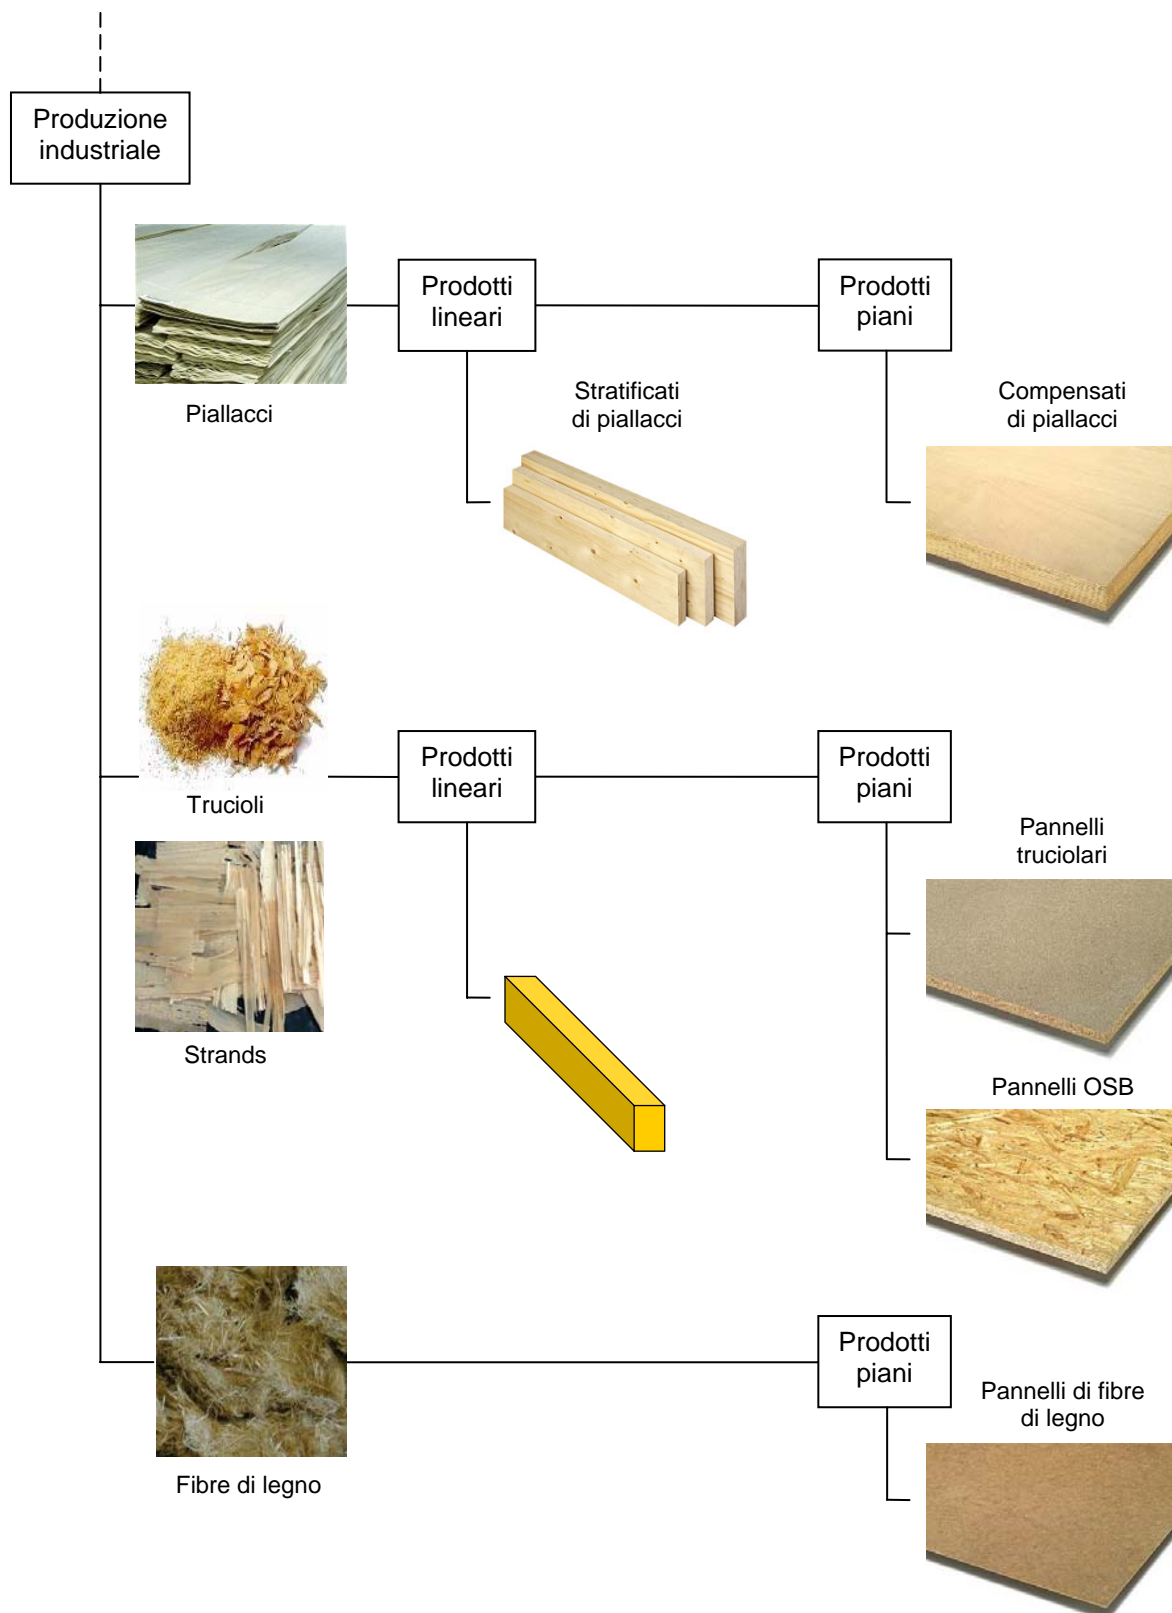 Produzione
industriale
Prodotti
lineari
Prodotti
piani
Piallacci
Stratificati
di piallacci
Compensati
di piallacci
Prodotti
lineari
Prodotti
piani
Trucioli
Pannelli
truciolari
Strands
Pannelli OSB
Prodotti
piani
Pannelli di fibre
di legno
Fibre di legno